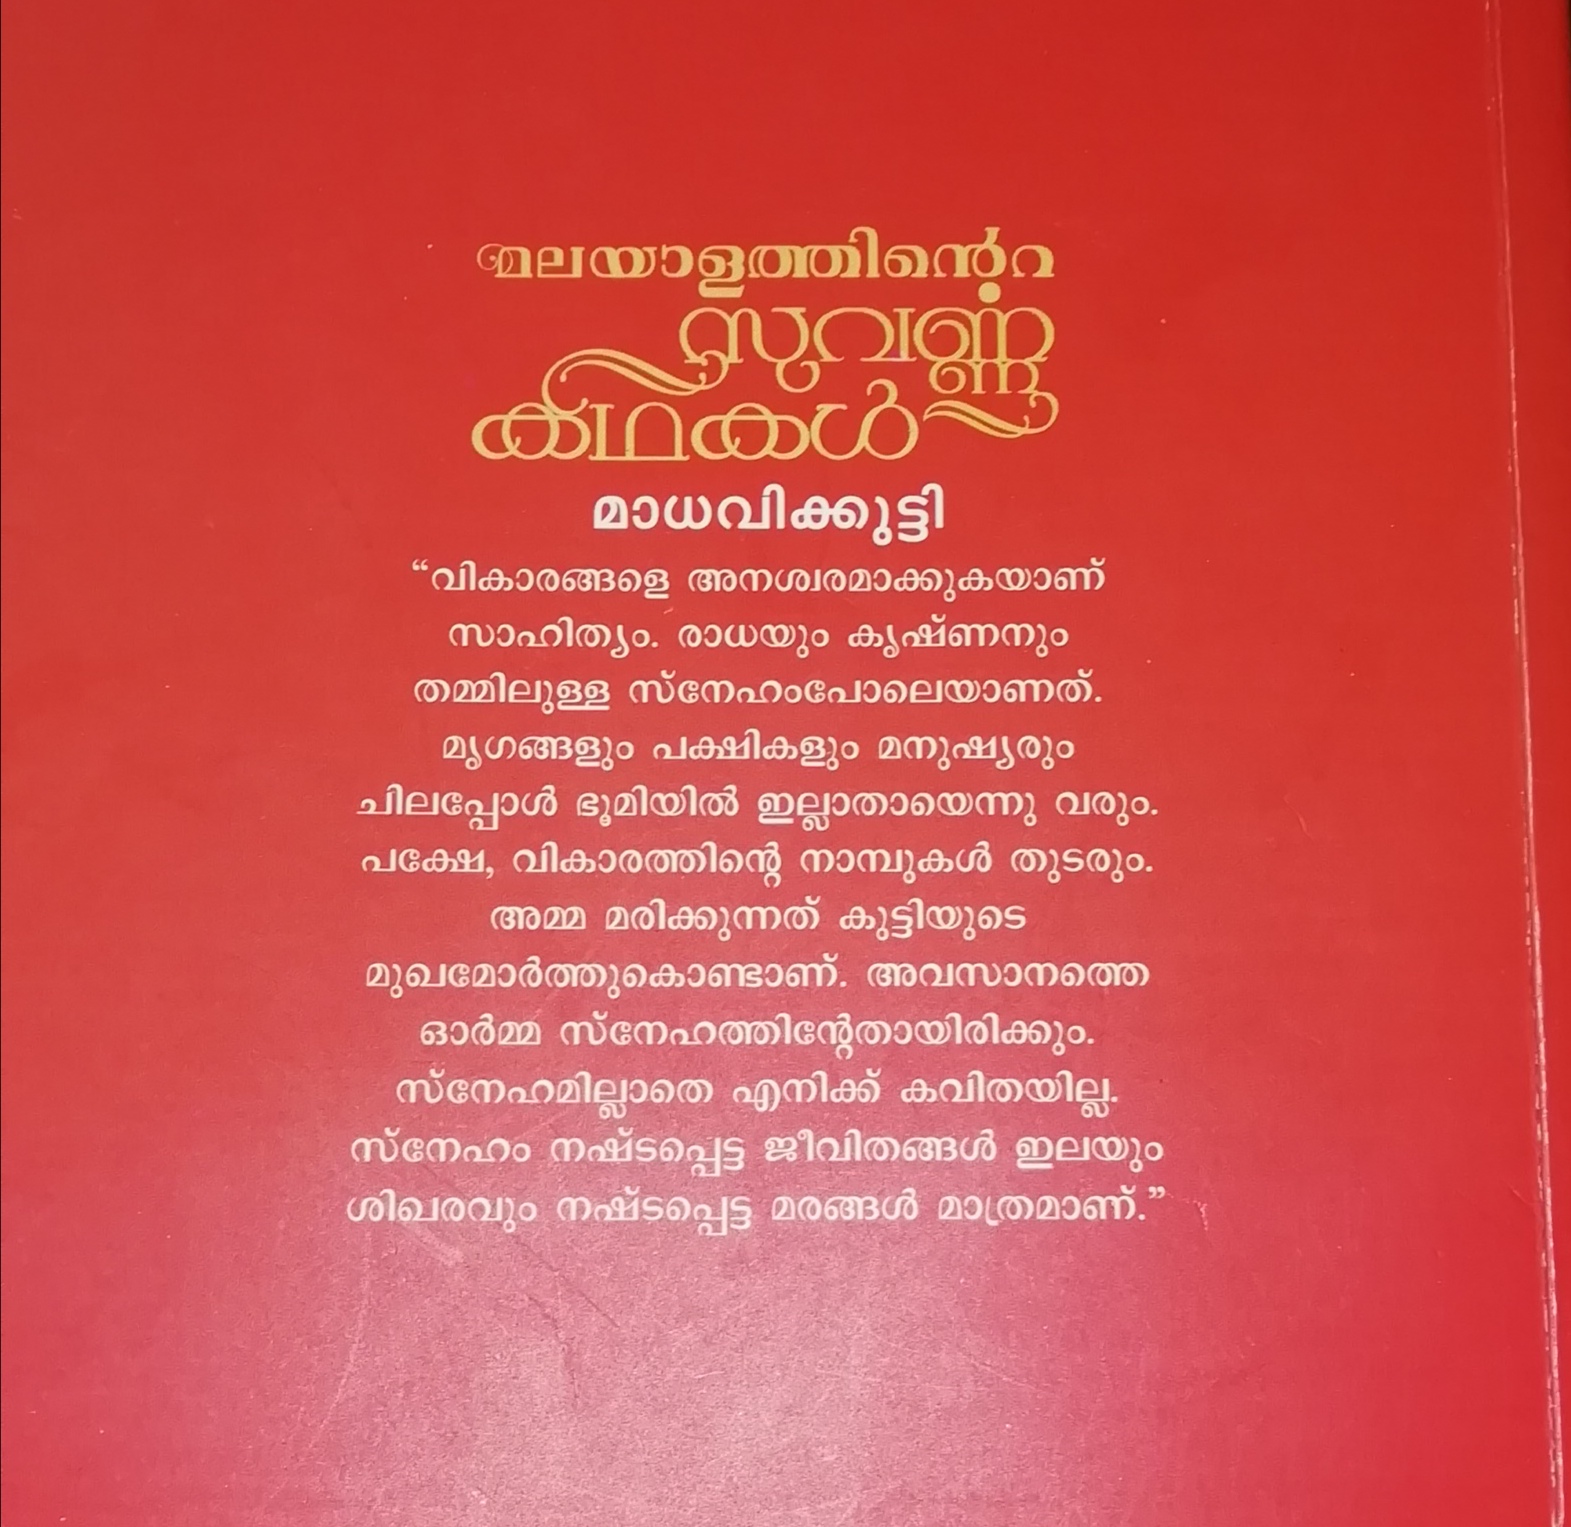 മലയാളത്തിന്റെ
സുവർണ്ണ
കഥകൾ
മാധവിക്കുട്ടി
“വികാരങ്ങളെ അനശ്വരമാക്കുകയാണ്
സാഹിത്യം. രാധയും കൃഷ്ണനും
തമ്മിലുള്ള സ്നേഹംപോലെയാണത്.
മൃഗങ്ങളും പക്ഷികളും മനുഷ്യരും
ചിലപ്പോൾ ഭൂമിയിൽ ഇല്ലാതായെന്നു വരും.
പക്ഷേ, വികാരത്തിന്റെ നാമ്പുകൾ തുടരും.
അമ്മ മരിക്കുന്നത് കുട്ടിയുടെ
മുഖമോർത്തുകൊണ്ടാണ്. അവസാനത്തെ
ഓർമ്മ സ്നേഹത്തിന്റേതായിരിക്കും.
സ്നേഹമില്ലാതെ എനിക്ക് കവിതയില്ല.
സ്നേഹം നഷ്ടപ്പെട്ട ജീവിതങ്ങൾ ഇലയും
ശിഖരവും നഷ്ടപ്പെട്ട മരങ്ങൾ മാത്രമാണ്.”